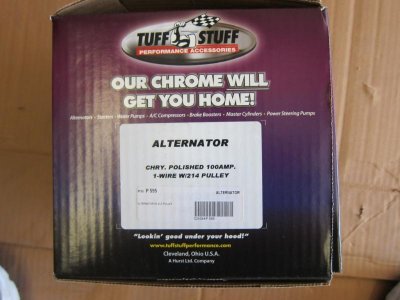 TUFF STUFF
PERFORMANCE ACCESSORIES
OUR CHROME WILL
GET YOU HOME!
Alternators • Starters • Water Pumps • A/C Compressors • Brake Boosters • Master Cylinders • Power Steering Pumps
ALTERNATOR
CHRY. POLISHED 100AMP.
1-WIRE W/214 PULLEY
ALTERNATOR
"Lookin' good under your hood!"
www.tuffstuffperformance.com
Cleveland, Ohio U.S.A.
A Hurst Ltd. Company